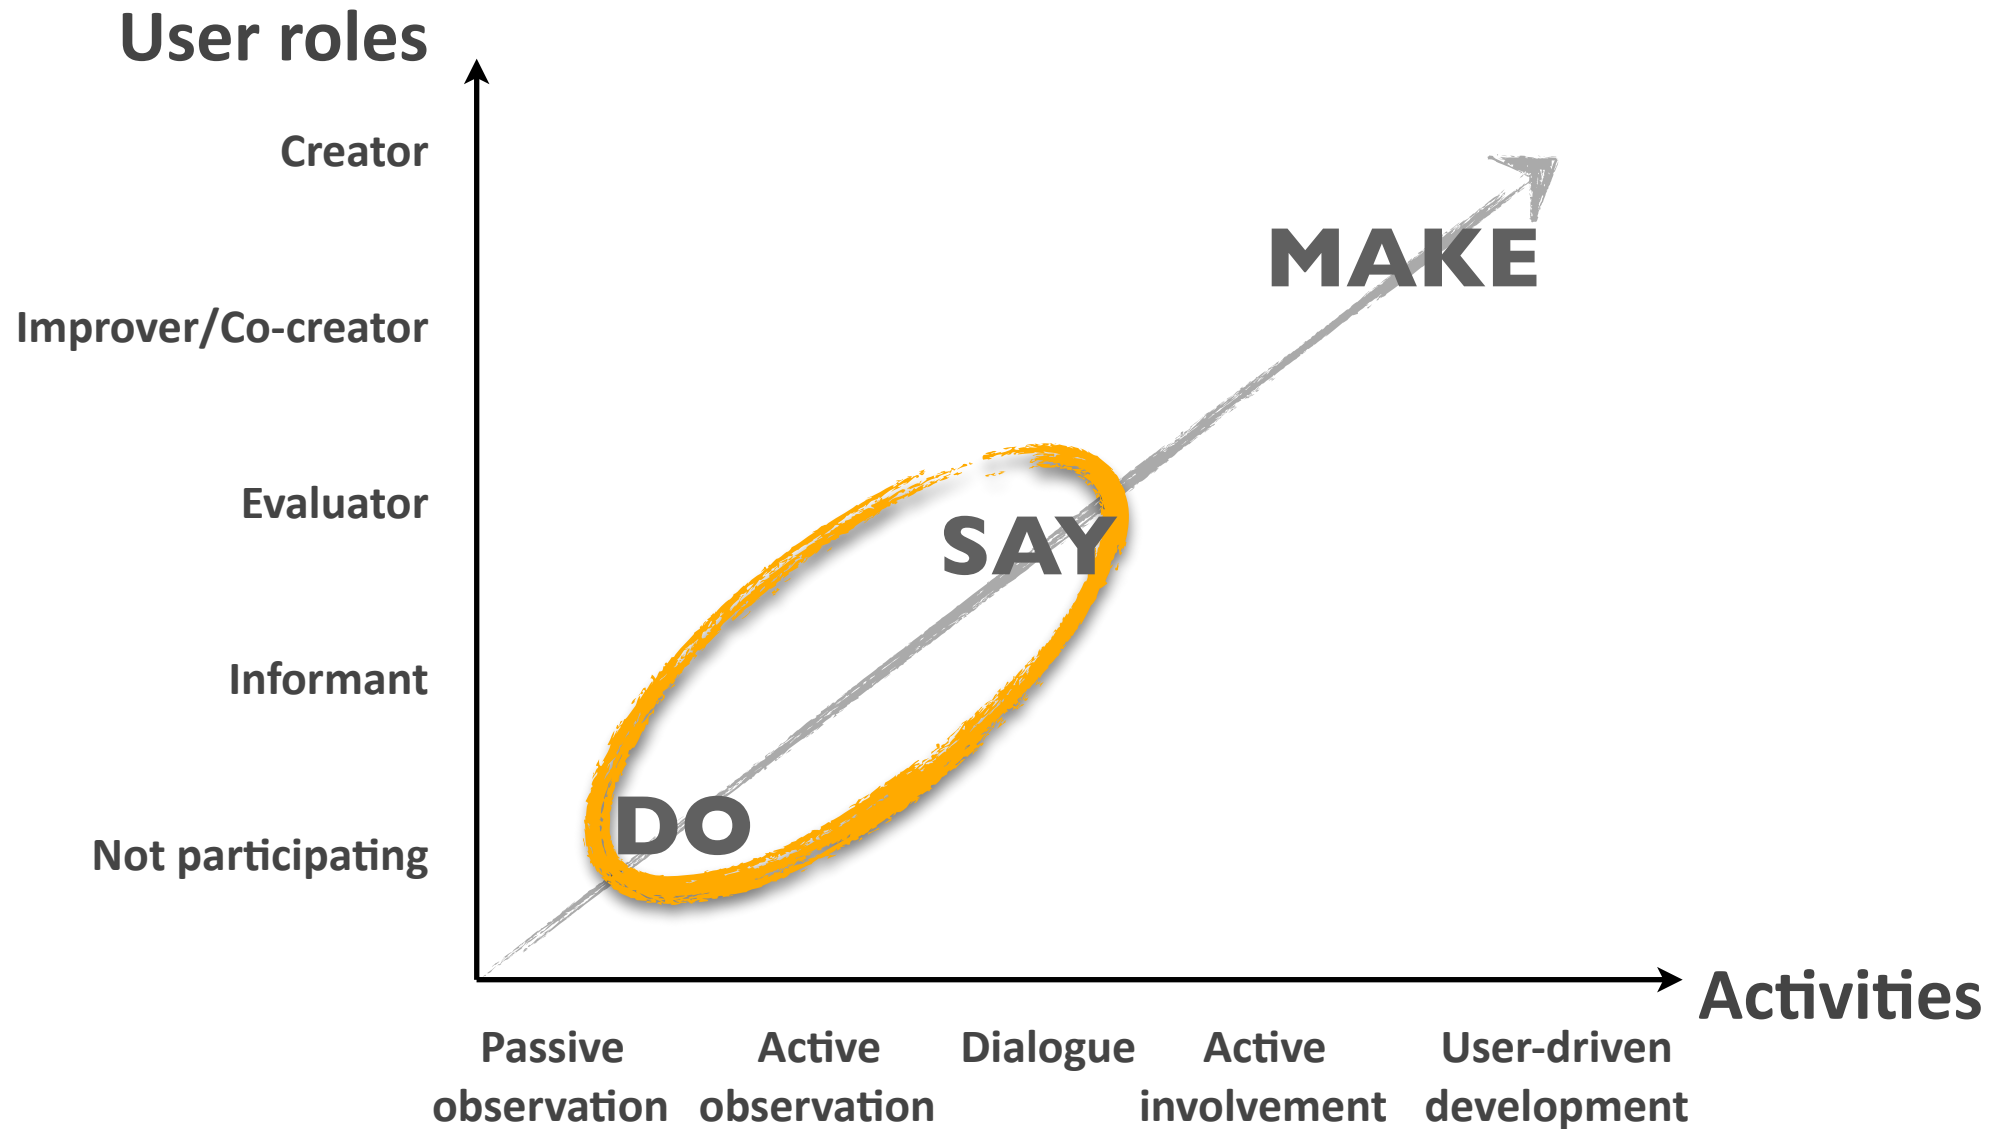 User roles
Creator
MAKE
Improver/Co-creator
Evaluator
SAY
Informant
DO
Not participating
Activities
Passive
observation
Active
observation
Dialogue
Active
involvement
User-driven
development